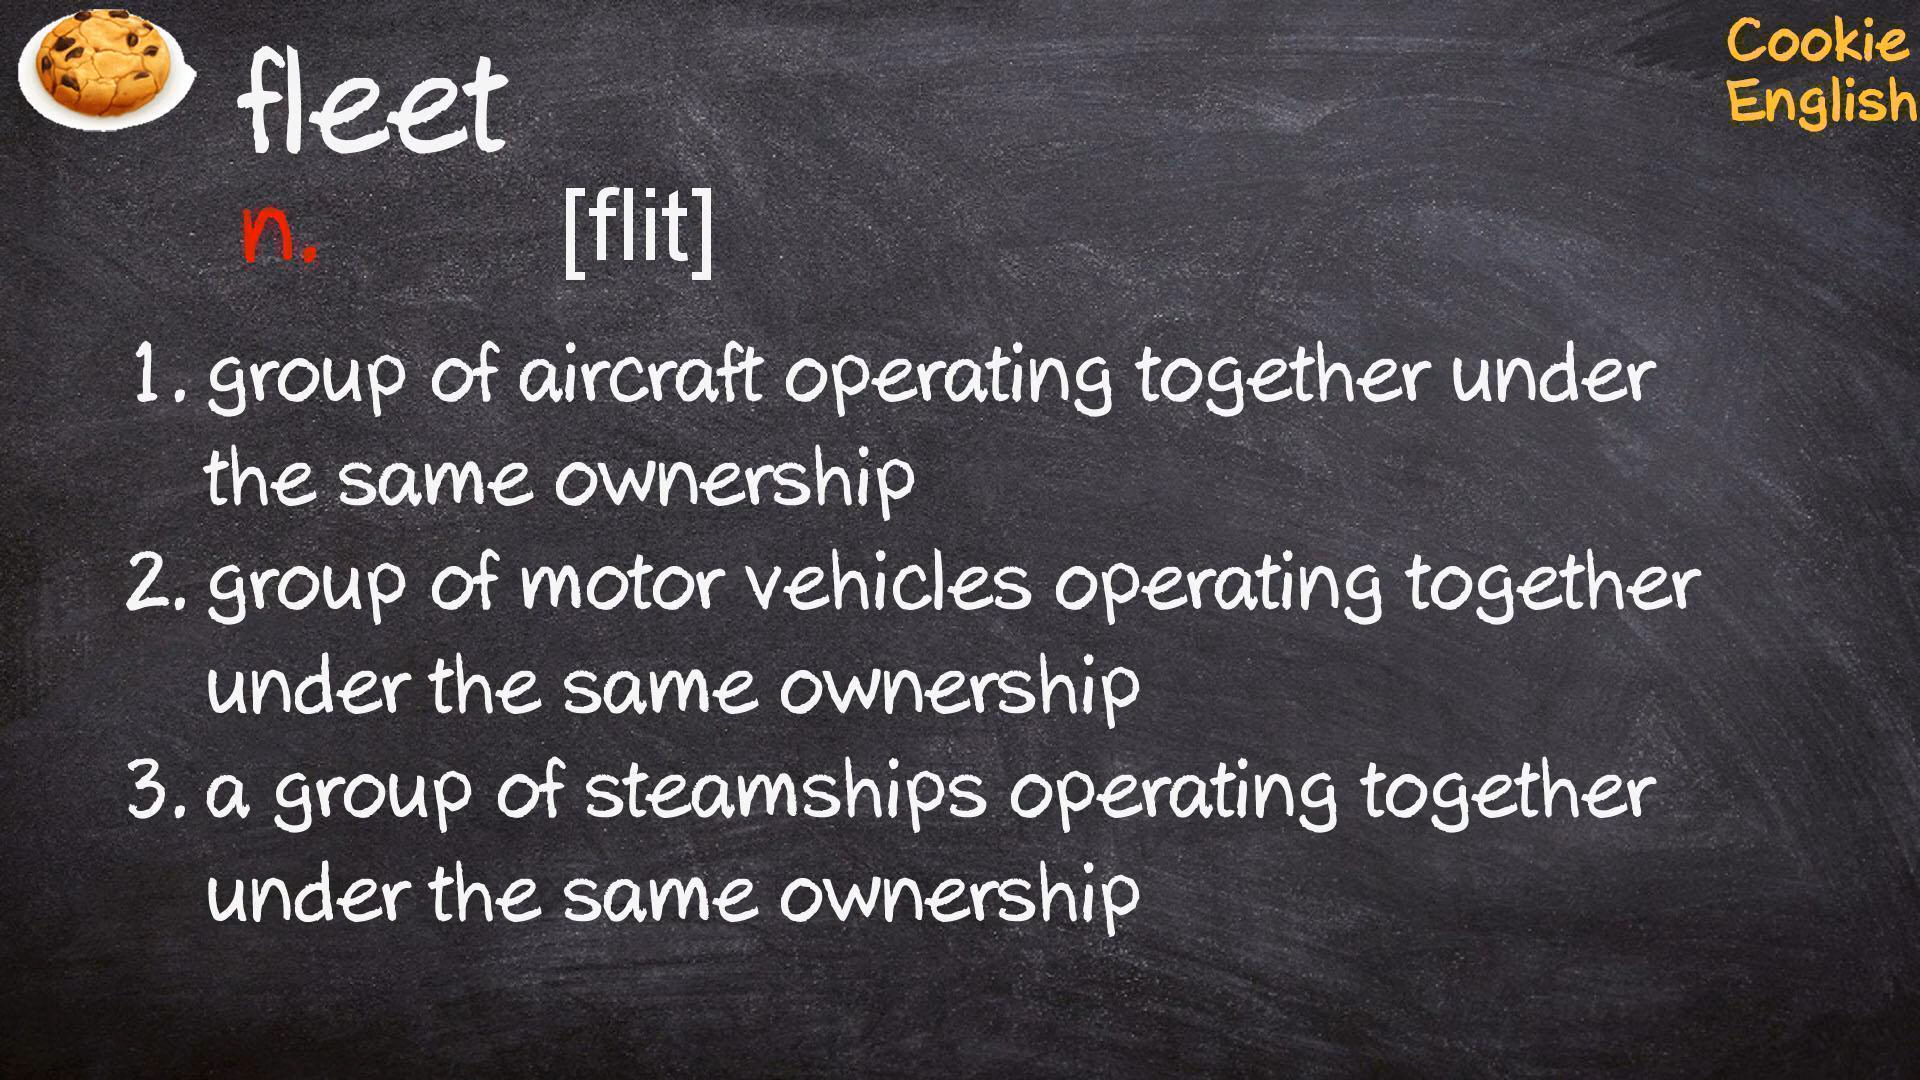 fleet
Cookie
English
n. [flit]
1. group of aircraft operating together under
the same ownership
2. group of motor vehicles operating together
under the same ownership
3. a group of steamships operating together
under the same ownership